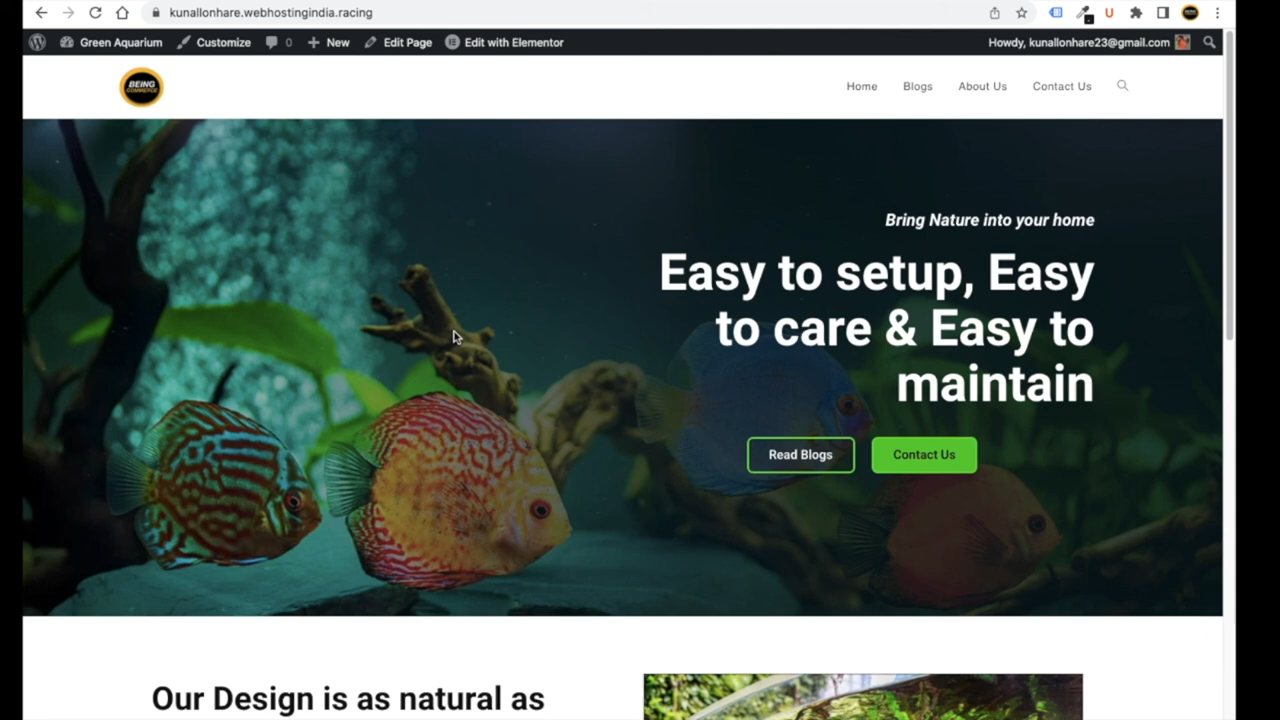 kunallonhare.webhostingindia.racing
Green Aquarium Customize 0 New Edit Page Edit with Elementor Howdy, kunallonhare23@gmail.com
BEING
COMMERCE
Home Blogs About Us Contact Us
Bring Nature into your home
Easy to setup, Easy
to care & Easy to
maintain
Read Blogs Contact Us
Our Design is as natural as